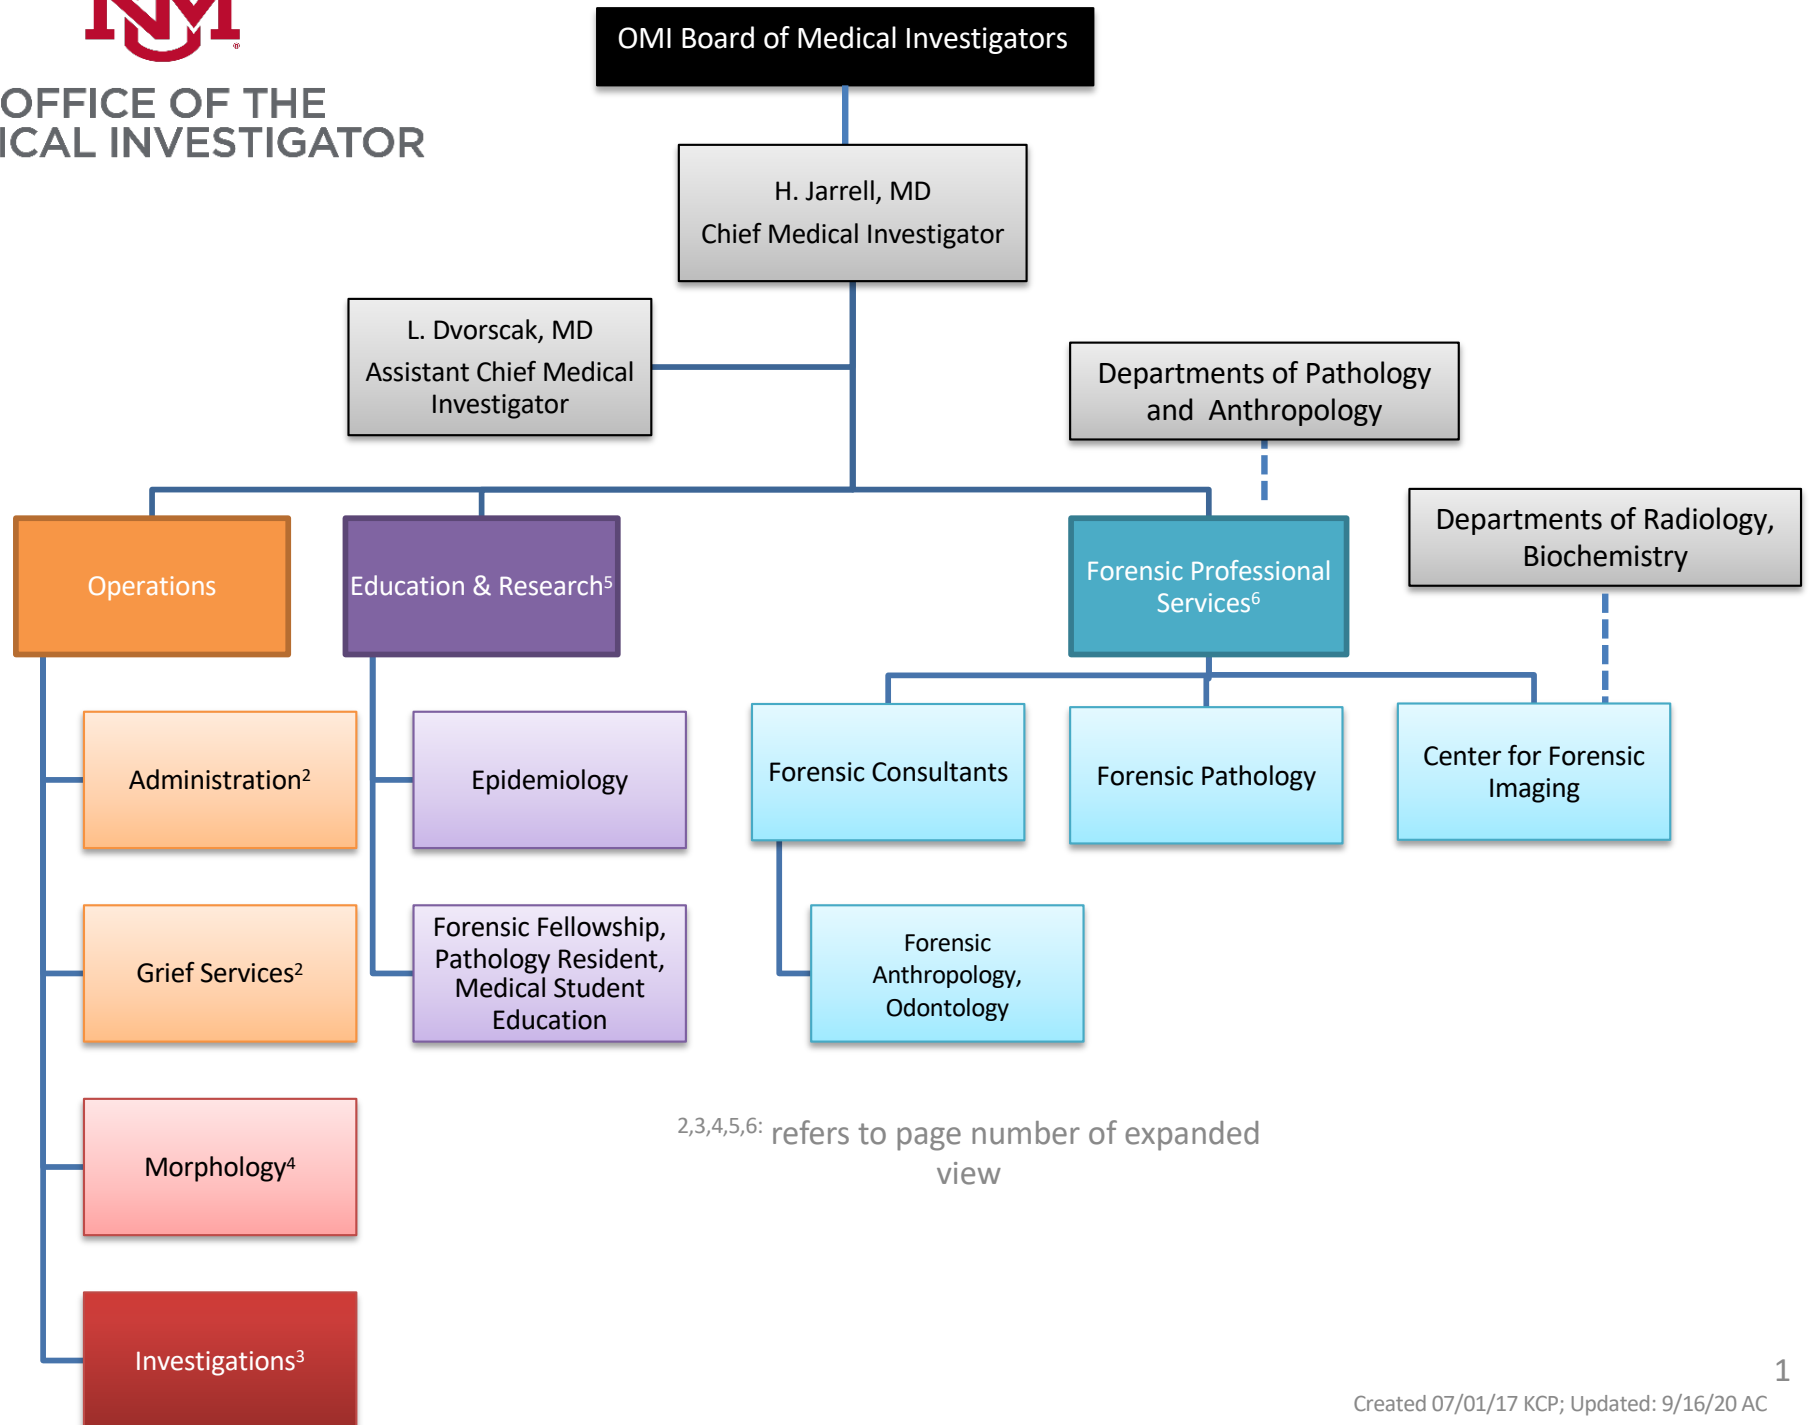 NM
®
OFFICE OF THE
ICAL INVESTIGATOR
OMI Board of Medical Investigators
H. Jarrell, MD
Chief Medical Investigator
L. Dvorscak, MD
Assistant Chief Medical
Investigator
Departments of Pathology
and Anthropology
Departments of Radiology,
Biochemistry
Operations
Education & Research⁵
Forensic Professional
Services⁶
Administration²
Epidemiology
Forensic Consultants
Forensic Pathology
Center for Forensic
Imaging
Grief Services²
Forensic Fellowship,
Pathology Resident,
Medical Student
Education
Forensic
Anthropology,
Odontology
Morphology⁴
2,3,4,5,6: refers to page number of expanded
view
Investigations³
1
Created 07/01/17 KCP; Updated: 9/16/20 AC